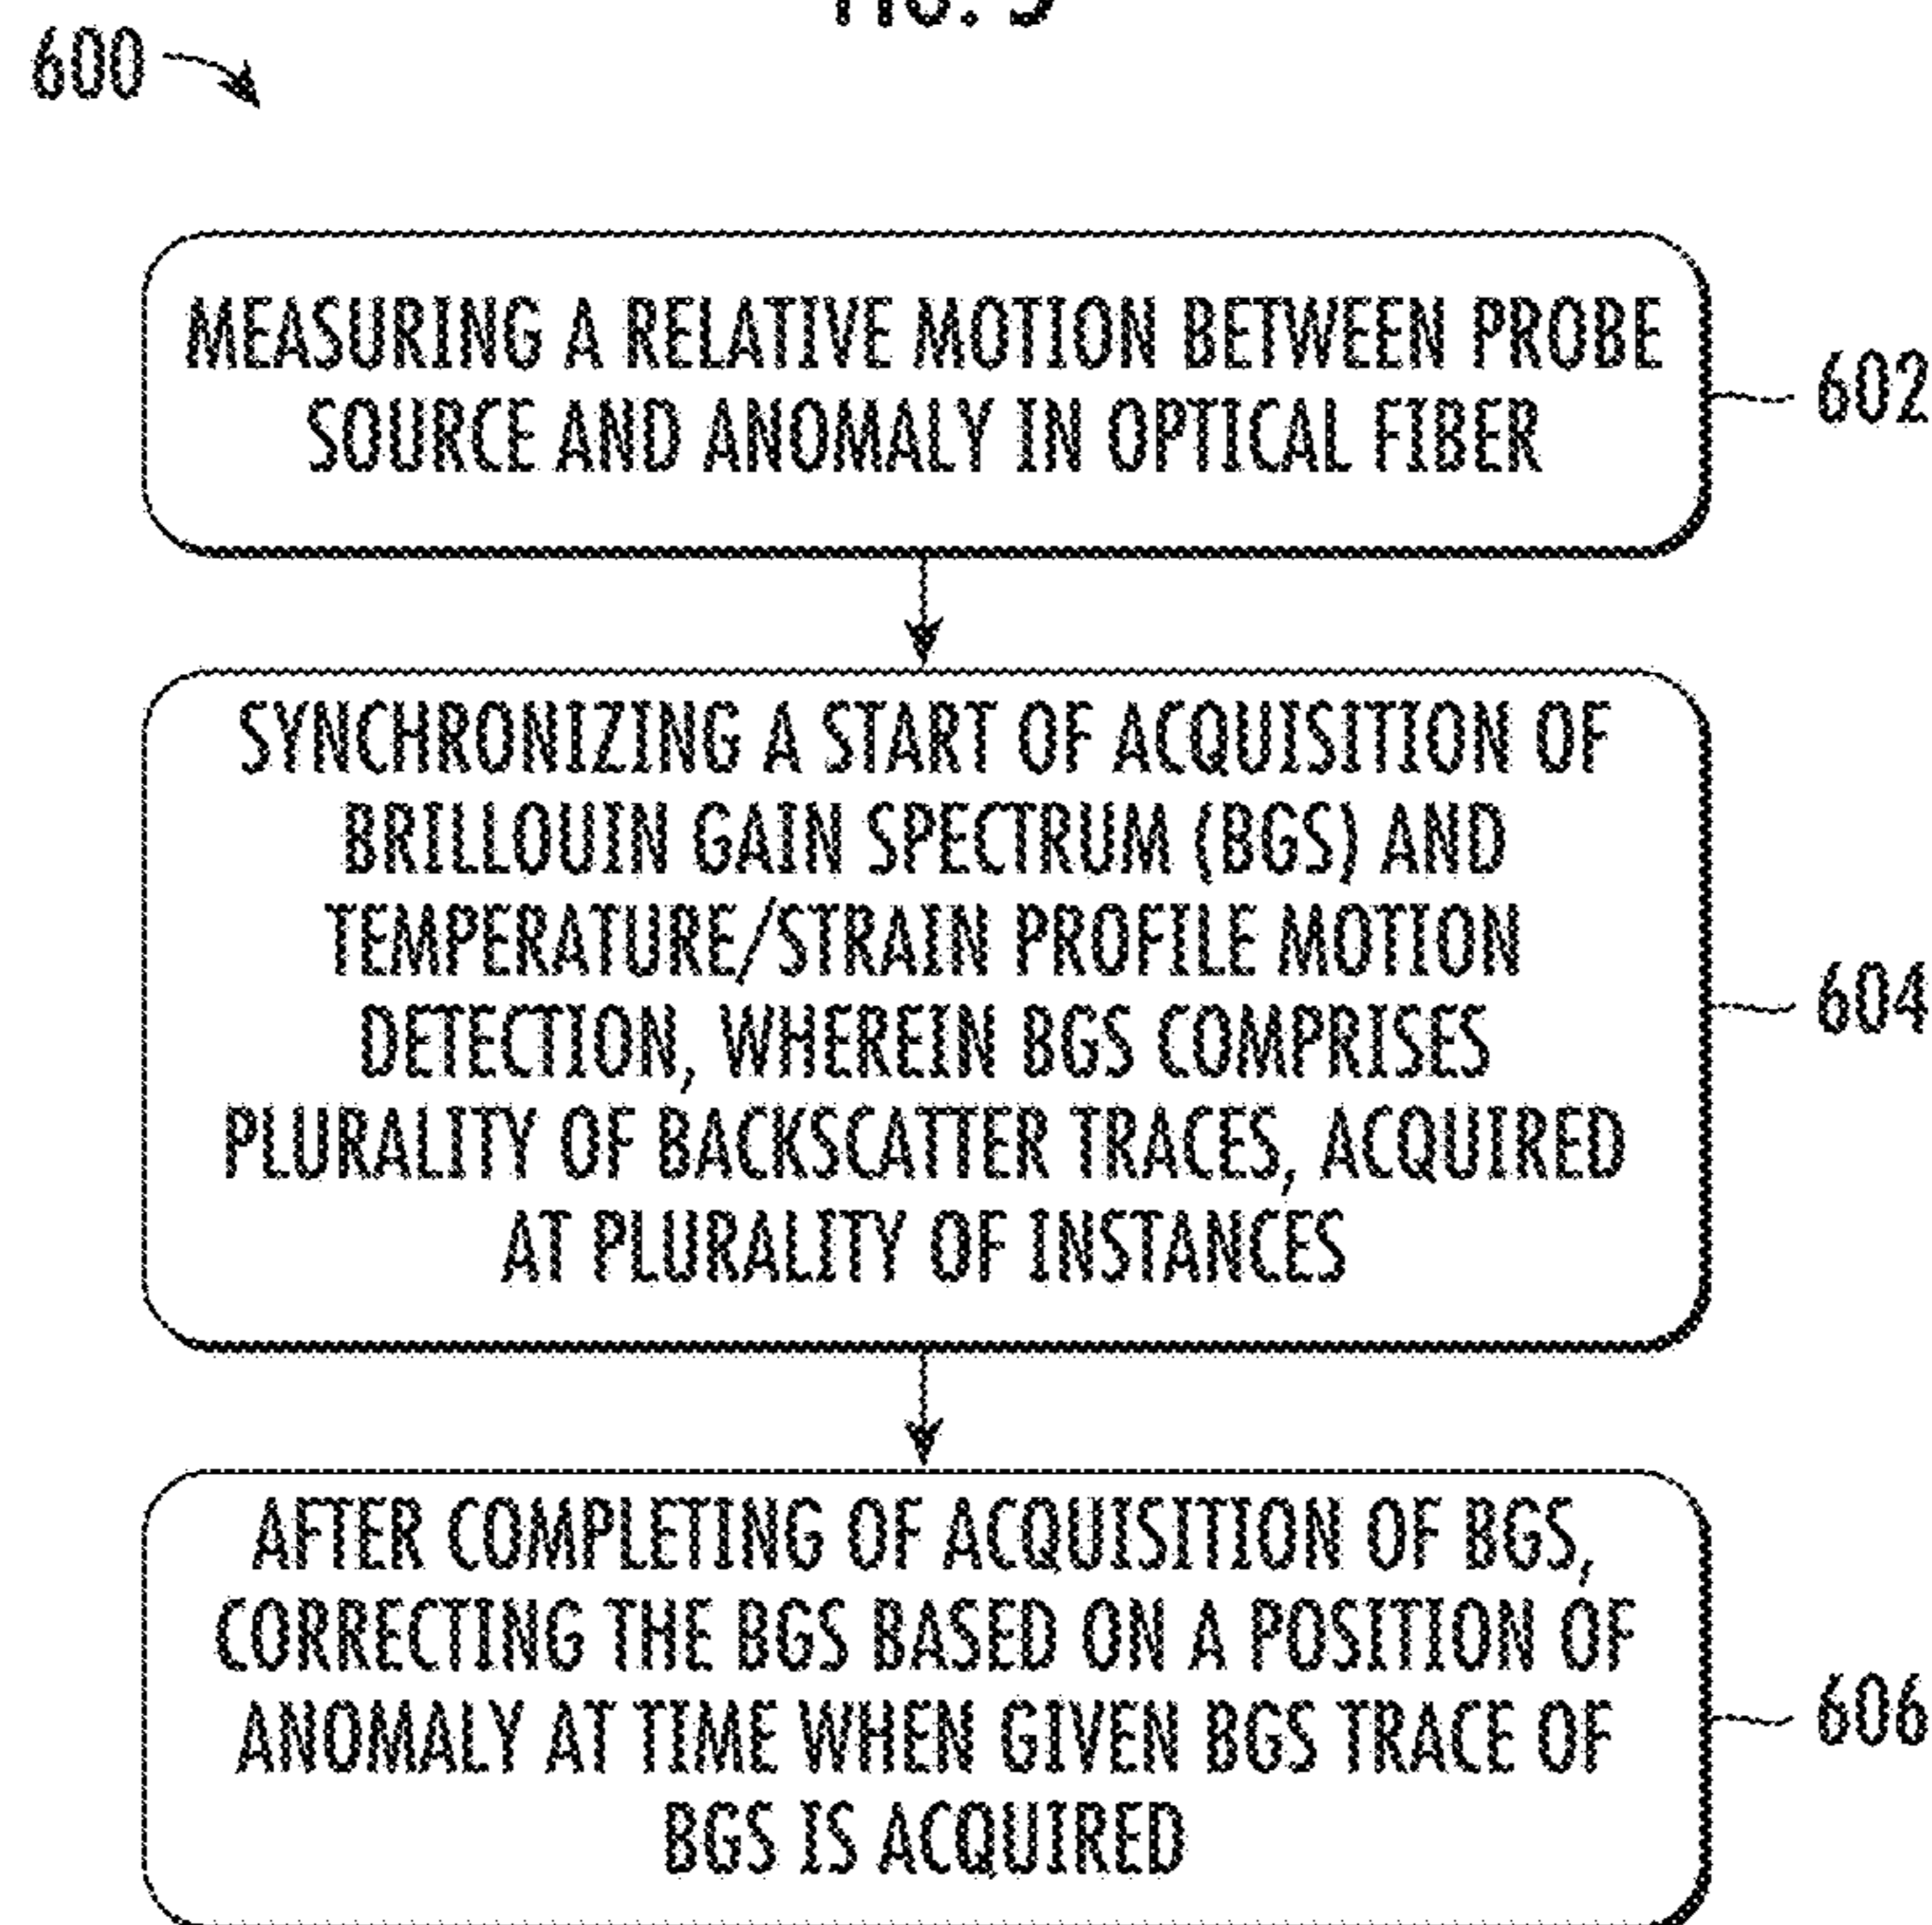 600
MEASURING A RELATIVE MOTION BETWEEN PROBE
SOURCE AND ANOMALY IN OPTICAL FIBER
602
SYNCHRONIZING A START OF ACQUISITION OF
BRILLOUIN GAIN SPECTRUM (BGS) AND
TEMPERATURE/STRAIN PROFILE MOTION
DETECTION, WHEREIN BGS COMPRISES
PLURALITY OF BACKSCATTER TRACES, ACQUIRED
AT PLURALITY OF INSTANCES
604
AFTER COMPLETING OF ACQUISITION OF BGS,
CORRECTING THE BGS BASED ON A POSITION OF
ANOMALY AT TIME WHEN GIVEN BGS TRACE OF
BGS IS ACQUIRED
606